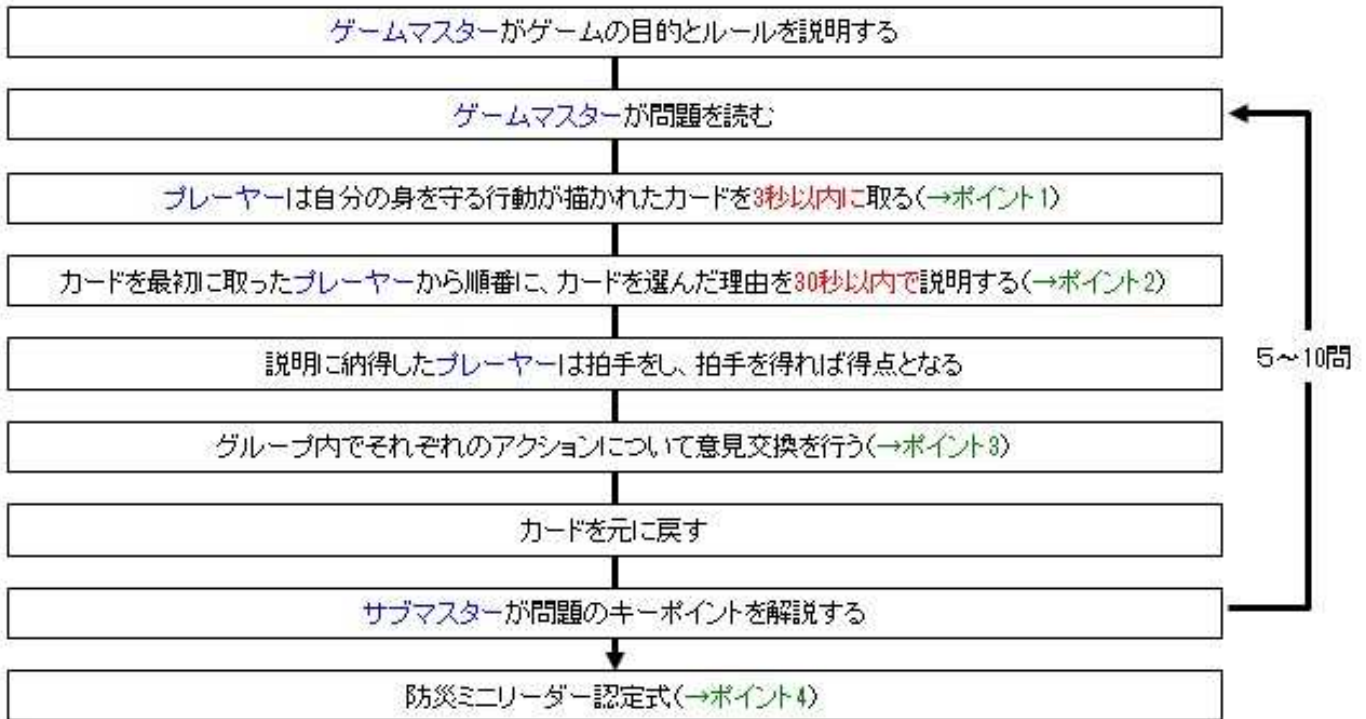 ゲームマスターがゲームの目的とルールを説明する
ゲームマスターが問題を読む
プレーヤーは自分の身を守る行動が描かれたカードを3秒以内に取る(→ポイント1)
カードを最初に取ったプレーヤーから順番に、カードを選んだ理由を30秒以内で説明する(→ポイント2)
説明に納得したプレーヤーは拍手をし、拍手を得れば得点となる
5~10問
グループ内でそれぞれのアクションについて意見交換を行う(→ポイント3)
カードを元に戻す
サブマスターが問題のキーポイントを解説する
防災ミニリーダー認定式(→ポイント4)